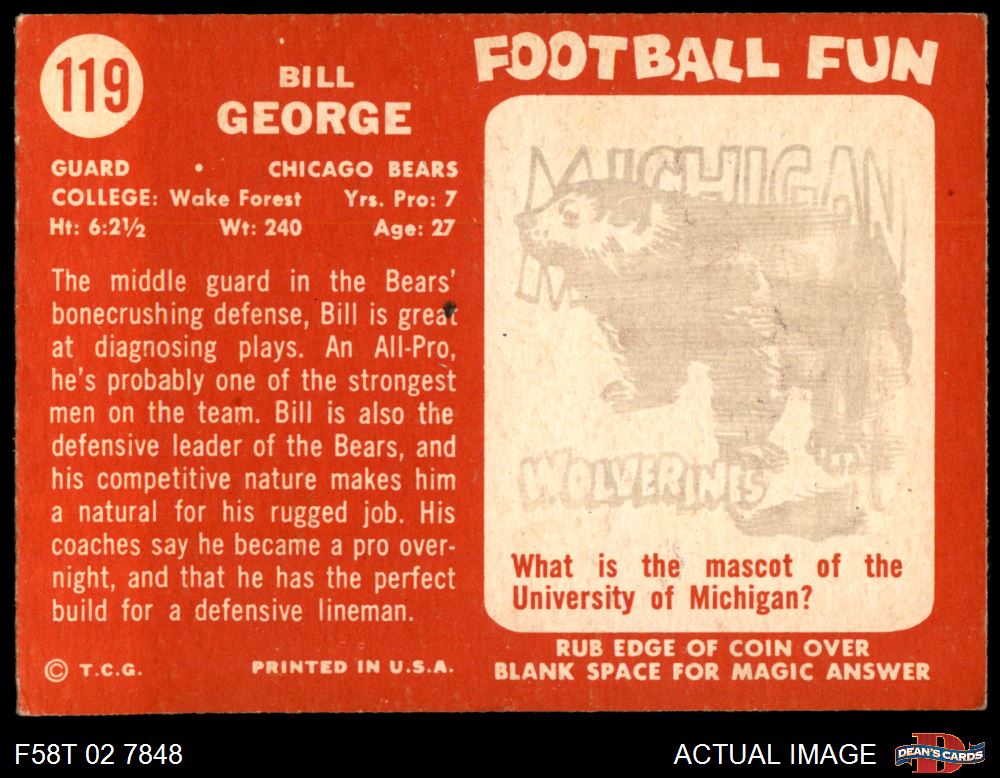 119
BILL
GEORGE
GUARD • CHICAGO BEARS
COLLEGE: Wake Forest Yrs. Pro: 7
Ht: 6:2½ Wt: 240 Age: 27
The middle guard in the Bears'
bonecrushing defense, Bill is great
at diagnosing plays. An All-Pro,
he's probably one of the strongest
men on the team. Bill is also the
defensive leader of the Bears, and
his competitive nature makes him
a natural for his rugged job. His
coaches say he became a pro over-
night, and that he has the perfect
build for a defensive lineman.
© T.C.G. PRINTED IN U.S.A.
FOOTBALL FUN
MICHIGAN
WOLVERINES
What is the mascot of the
University of Michigan?
RUB EDGE OF COIN OVER
BLANK SPACE FOR MAGIC ANSWER
F58T 02 7848
ACTUAL IMAGE
D
DEAN'S CARDS